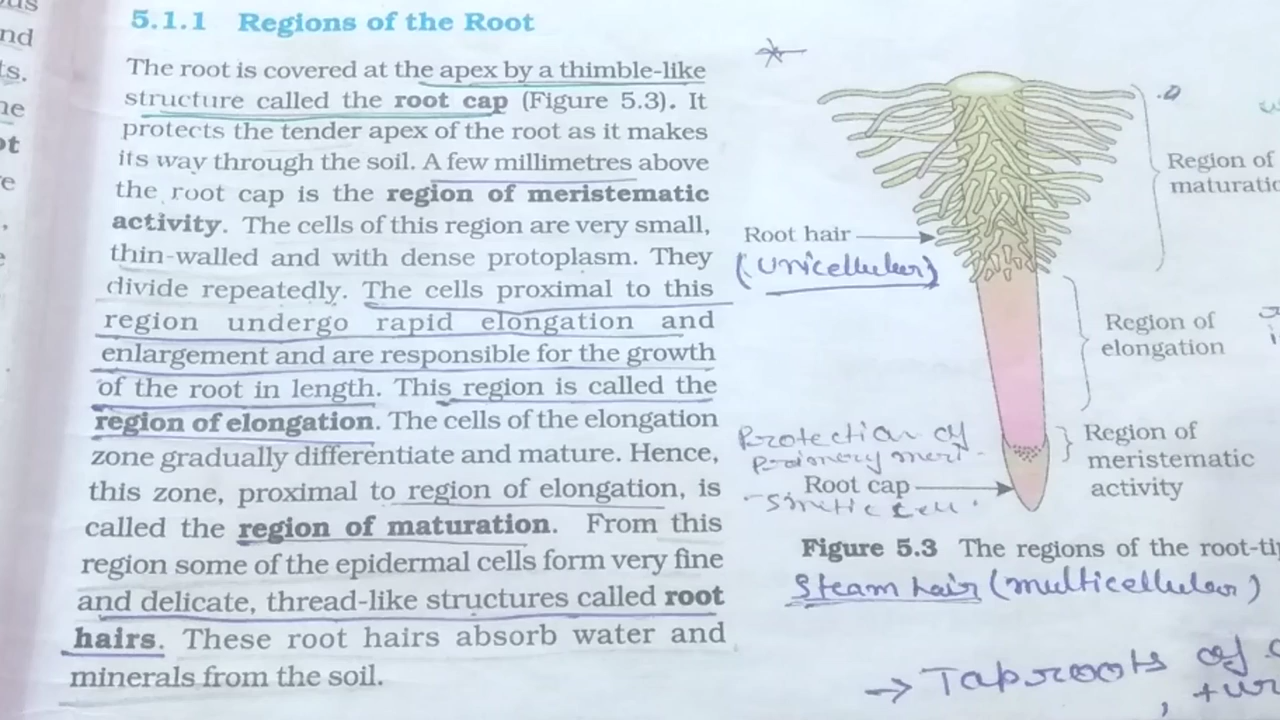 5.1.1 Regions of the Root
The root is covered at the apex by a thimble-like
structure called the root cap (Figure 5.3). It
protects the tender apex of the root as it makes
its way through the soil. A few millimetres above
the root cap is the region of meristematic
activity. The cells of this region are very small,
thin-walled and with dense protoplasm. They
divide repeatedly. The cells proximal to this
region undergo rapid elongation and
enlargement and are responsible for the growth
of the root in length. This region is called the
region of elongation. The cells of the elongation
zone gradually differentiate and mature. Hence,
this zone, proximal to region of elongation, is
called the region of maturation. From this
region some of the epidermal cells form very fine
and delicate, thread-like structures called root
hairs. These root hairs absorb water and
minerals from the soil.
Region of
maturatio
Root hair
(Unicellular)
Region of
elongation
Protection of
Region of
meristematic
activity
Root cap
Figure 5.3 The regions of the root-tip
Steam hair (multicellular)
→ Taproots of